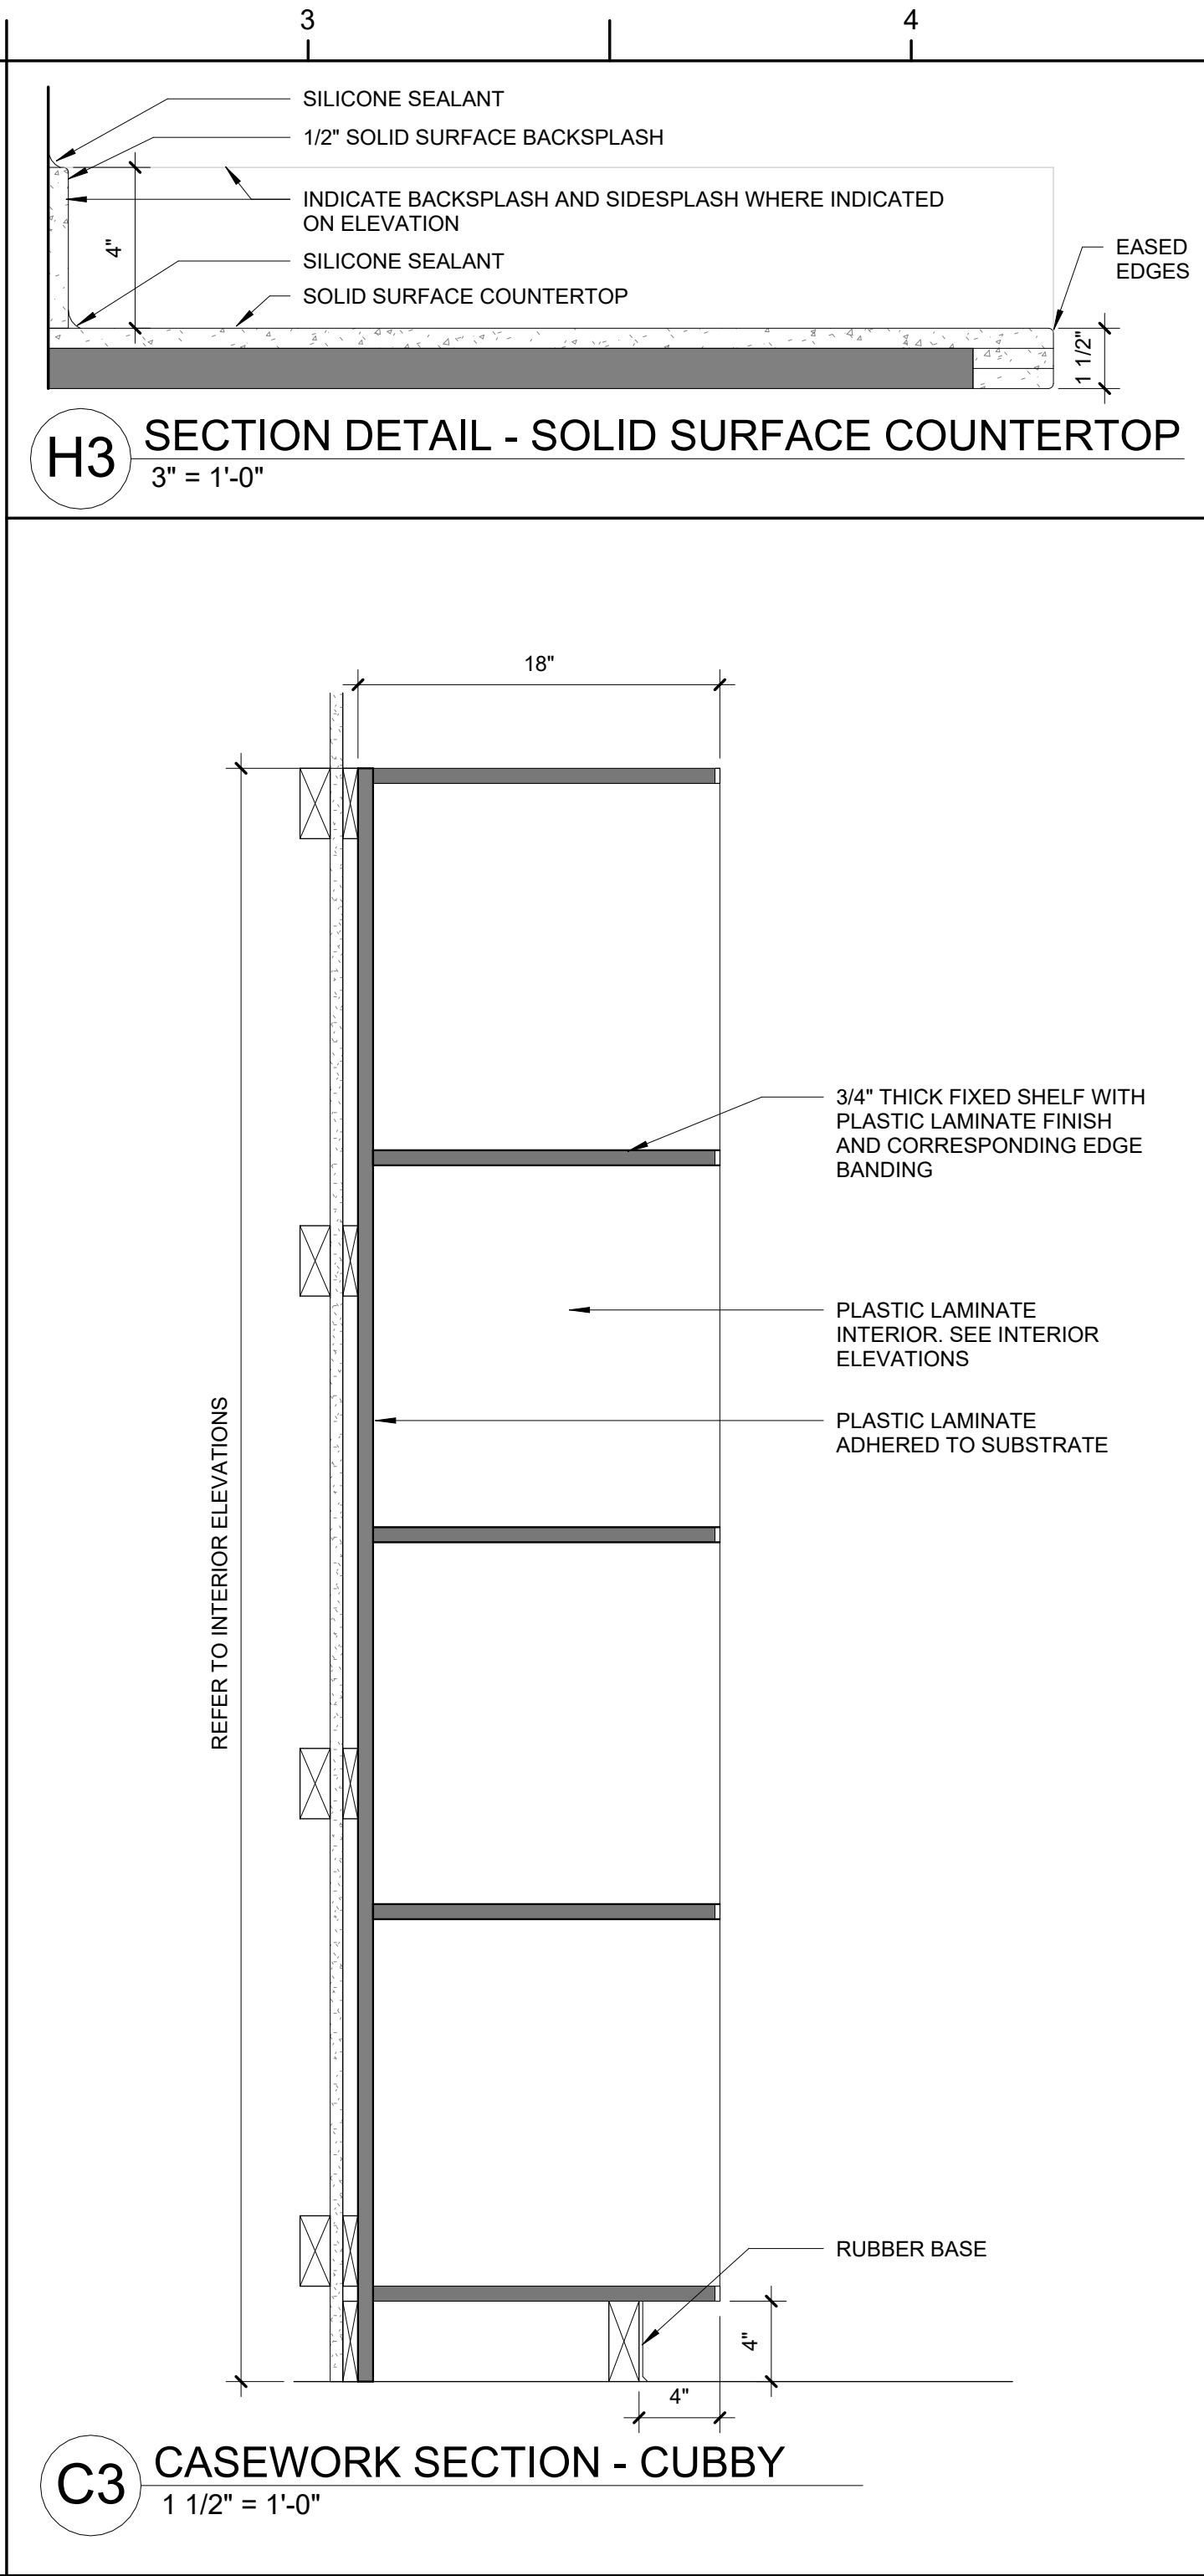 3
4
SILICONE SEALANT
1/2" SOLID SURFACE BACKSPLASH
INDICATE BACKSPLASH AND SIDESPLASH WHERE INDICATED
ON ELEVATION
4"
SILICONE SEALANT
SOLID SURFACE COUNTERTOP
EASED
EDGES
1 1/2"
H3
SECTION DETAIL - SOLID SURFACE COUNTERTOP
3" = 1'-0"
18"
3/4" THICK FIXED SHELF WITH
PLASTIC LAMINATE FINISH
AND CORRESPONDING EDGE
BANDING
PLASTIC LAMINATE
INTERIOR. SEE INTERIOR
ELEVATIONS
PLASTIC LAMINATE
ADHERED TO SUBSTRATE
REFER TO INTERIOR ELEVATIONS
RUBBER BASE
4"
4"
C3
CASEWORK SECTION - CUBBY
1 1/2" = 1'-0"